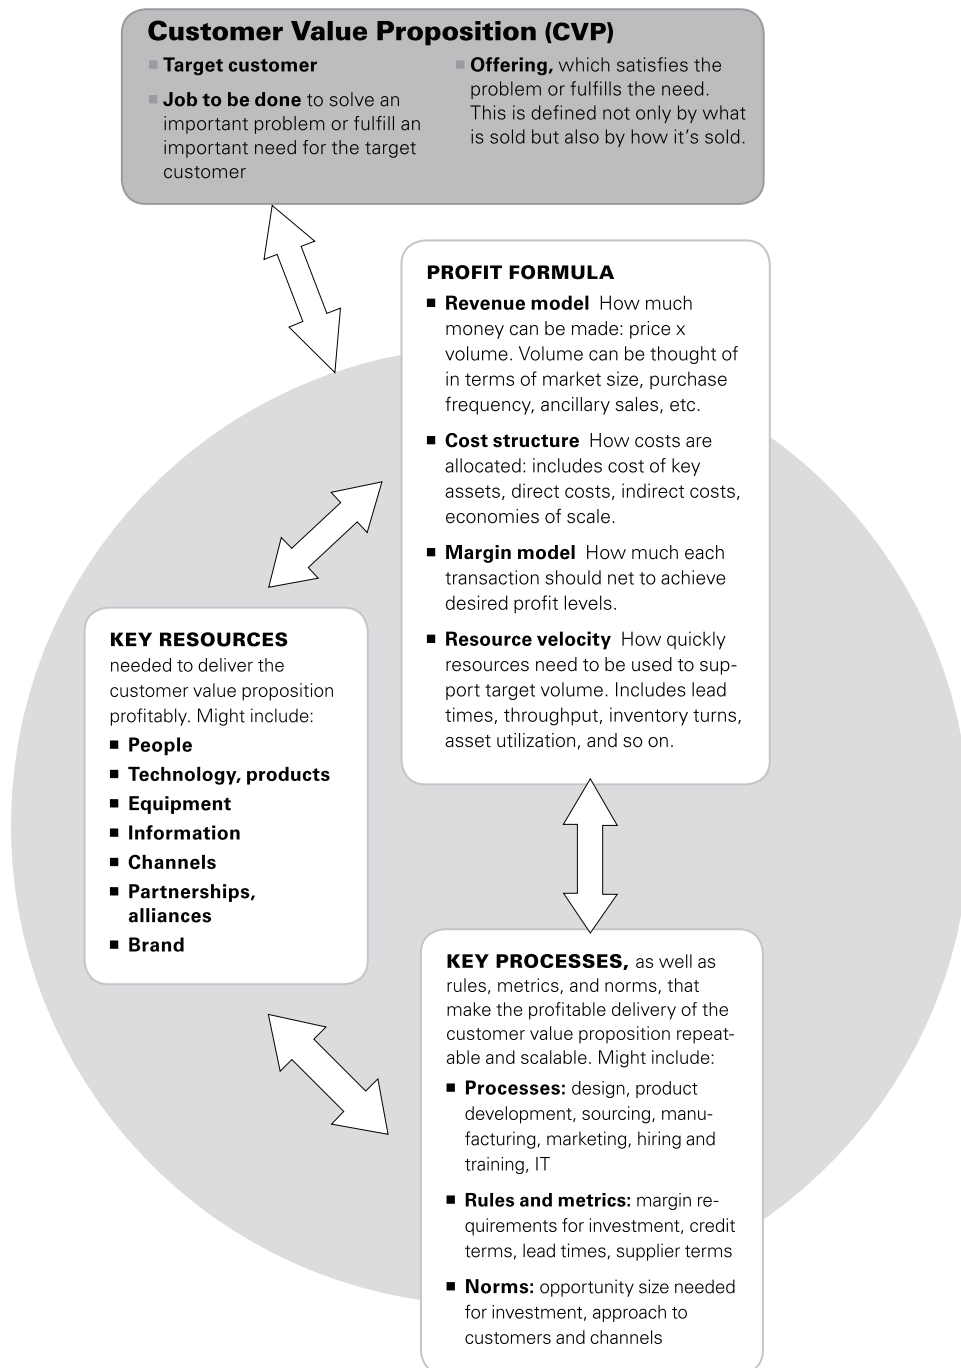 Customer Value Proposition (CVP)
Target customer
Job to be done to solve an
important problem or fulfill an
important need for the target
customer
Offering, which satisfies the
problem or fulfills the need.
This is defined not only by what
is sold but also by how it's sold.
PROFIT FORMULA
Revenue model How much
money can be made: price x
volume. Volume can be thought of
in terms of market size, purchase
frequency, ancillary sales, etc.
Cost structure How costs are
allocated: includes cost of key
assets, direct costs, indirect costs,
economies of scale.
Margin model How much each
transaction should net to achieve
desired profit levels.
Resource velocity How quickly
resources need to be used to sup-
port target volume. Includes lead
times, throughput, inventory turns,
asset utilization, and so on.
KEY RESOURCES
needed to deliver the
customer value proposition
profitably. Might include:
People
Technology, products
Equipment
Information
Channels
Partnerships,
alliances
Brand
KEY PROCESSES, as well as
rules, metrics, and norms, that
make the profitable delivery of the
customer value proposition repeat-
able and scalable. Might include:
Processes: design, product
development, sourcing, manu-
facturing, marketing, hiring and
training, IT
Rules and metrics: margin re-
quirements for investment, credit
terms, lead times, supplier terms
Norms: opportunity size needed
for investment, approach to
customers and channels